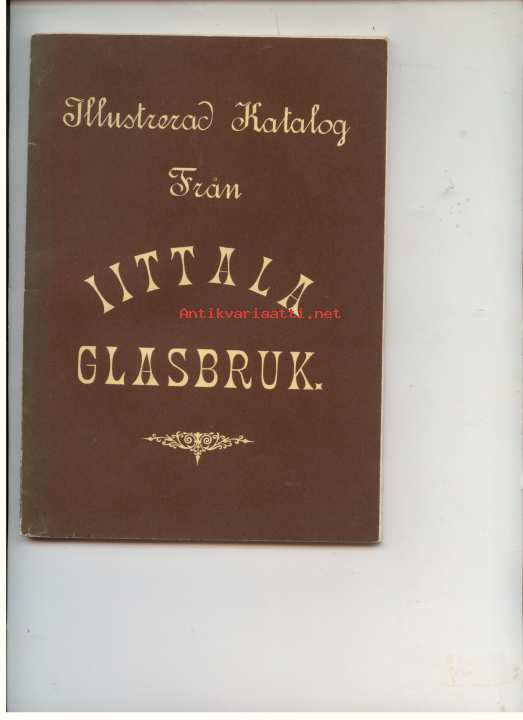 Illustrerad Katalog
Från
IITTALA
Antikvariaatti.net
GLASBRUK.